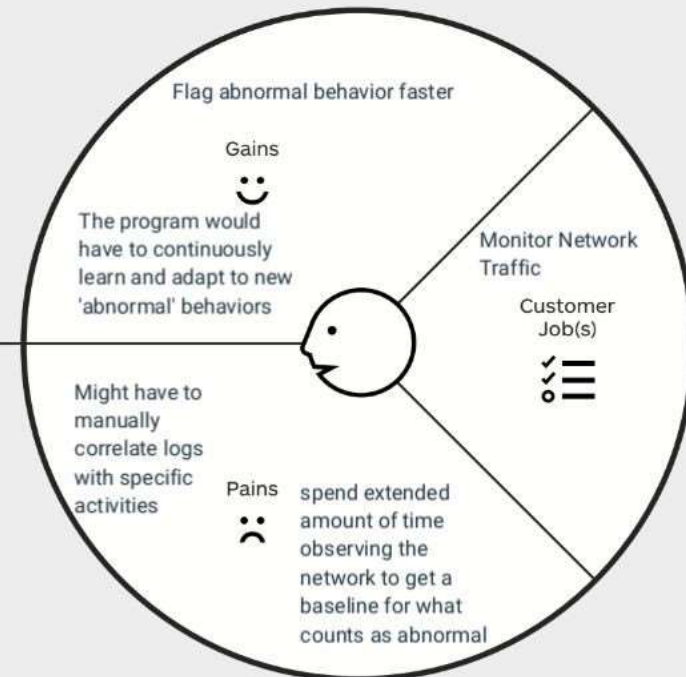 Flag abnormal behavior faster
Gains
The program would
have to continuously
learn and adapt to new
'abnormal' behaviors
Monitor Network
Traffic
Customer
Job(s)
Might have to
manually
correlate logs
with specific
activities
Pains
spend extended
amount of time
observing the
network to get a
baseline for what
counts as abnormal